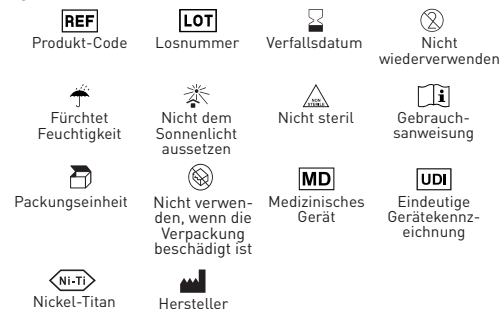 REF
LOT
2
Produkt-Code
Losnummer
Verfallsdatum
Nicht
wiederverwenden
NON
STERILE
i
Fürchtet
Feuchtigkeit
Nicht dem
Sonnenlicht
aussetzen
Nicht steril
Gebrauch-
sanweisung
MD
UDI
Packungseinheit
Nicht verwen-
den, wenn die
Verpackung
beschädigt ist
Medizinisches
Gerät
Eindeutige
Gerätekennz-
eichnung
Ni-Ti
Nickel-Titan
Hersteller